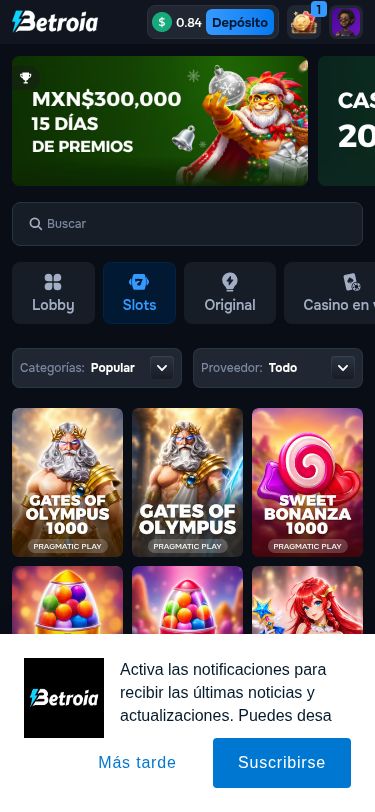 Betroia
$ 0.84 Depósito
1
MXN$300,000
15 DÍAS
DE PREMIOS
CAS
20
Buscar
Lobby
Slots
Original
Casino en v
Categorías: Popular
Proveedor: Todo
GATES OF
OLYMPUS
1000
PRAGMATIC PLAY
GATES OF
OLYMPUS
PRAGMATIC PLAY
SWEET
BONANZA
1000
PRAGMATIC PLAY
Betroia
Activa las notificaciones para
recibir las últimas noticias y
actualizaciones. Puedes desa
Más tarde
Suscribirse